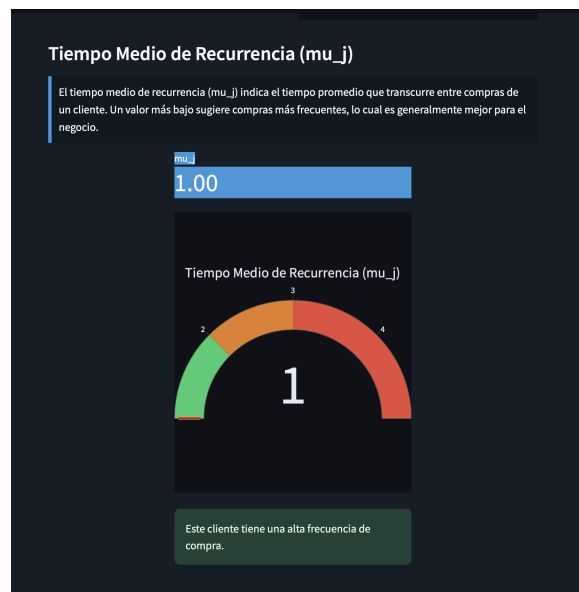 Tiempo Medio de Recurrencia (mu_j)
El tiempo medio de recurrencia (mu_j) indica el tiempo promedio que transcurre entre compras de
un cliente. Un valor más bajo sugiere compras más frecuentes, lo cual es generalmente mejor para el
negocio.
mu_j
1.00
Tiempo Medio de Recurrencia (mu_j)
3
2
4
1
Este cliente tiene una alta frecuencia de
compra.